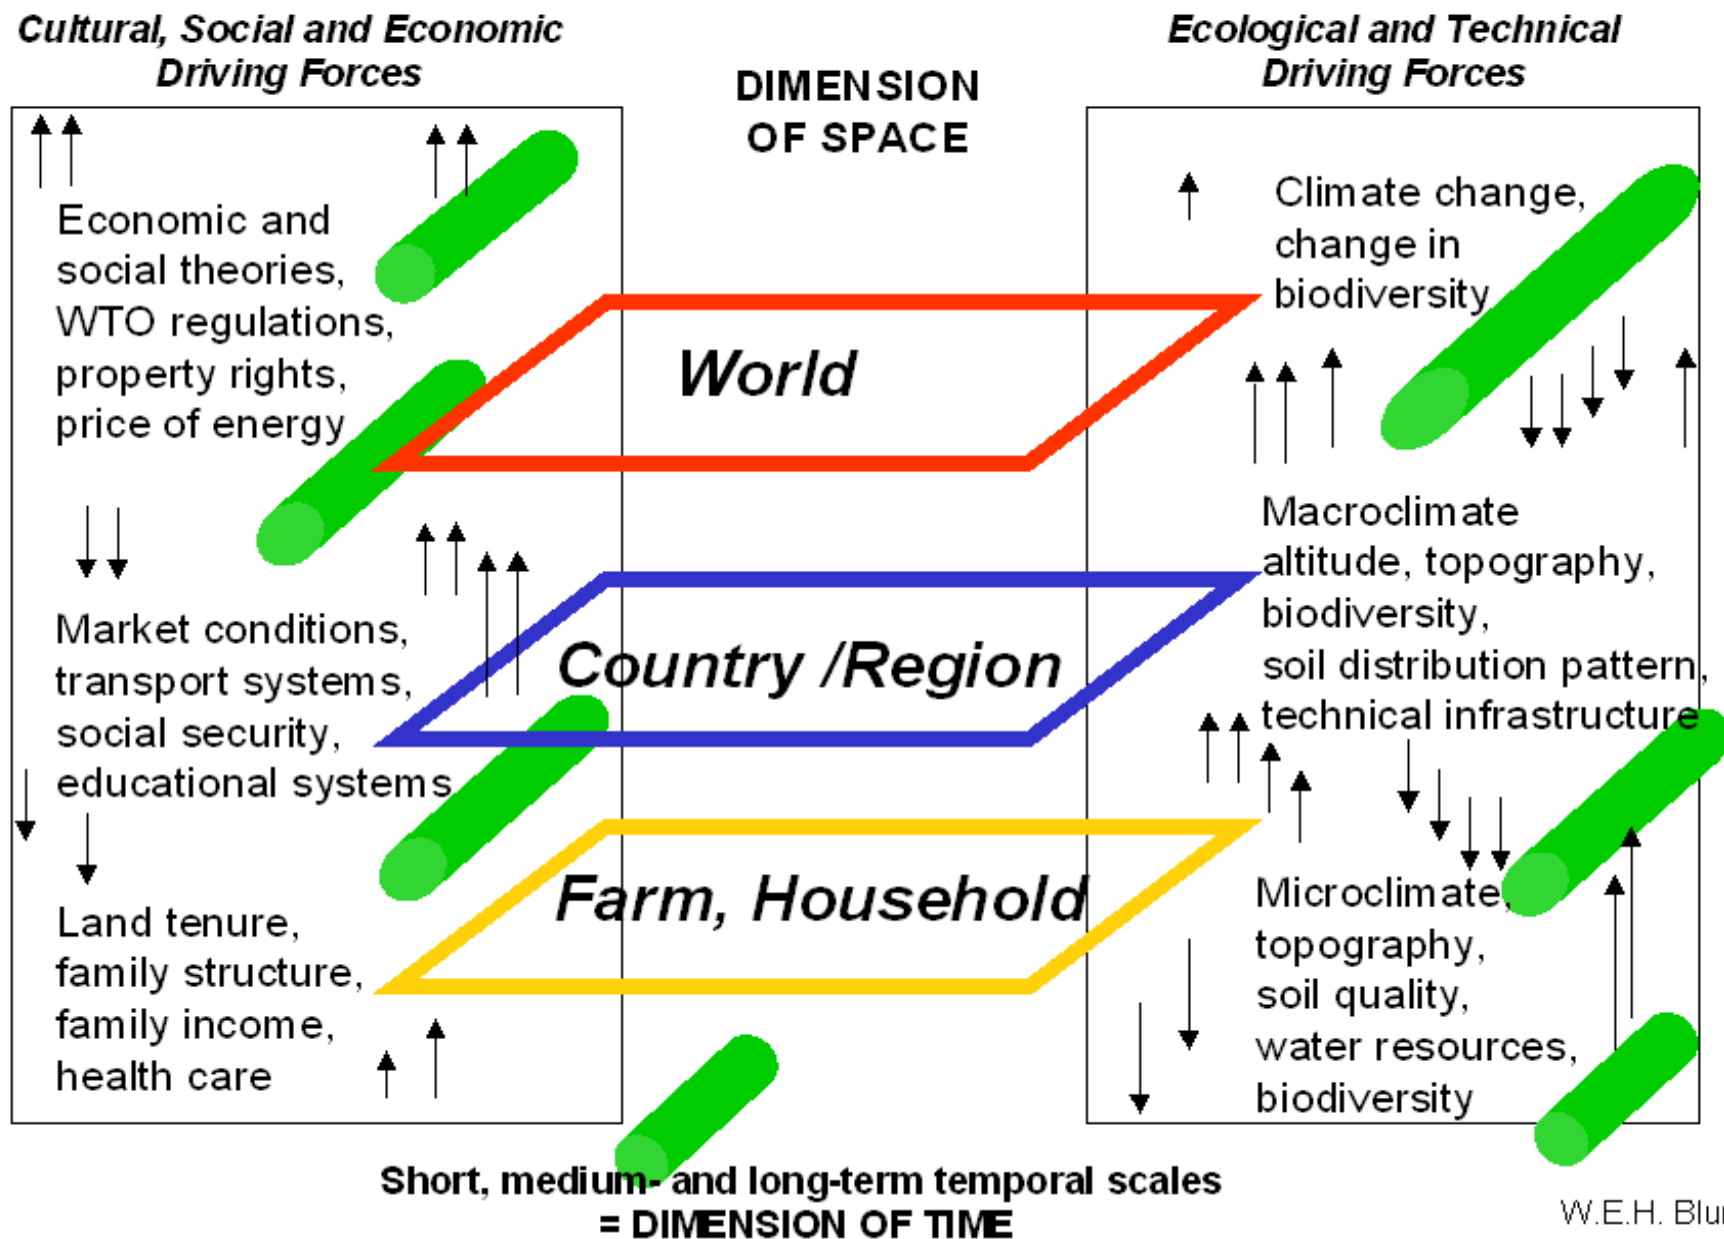 Cultural, Social and Economic
Driving Forces
DIMENSION
OF SPACE
Ecological and Technical
Driving Forces
Economic and
social theories,
WTO regulations,
property rights,
price of energy
Market conditions,
transport systems,
social security,
educational systems
Land tenure,
family structure,
family income,
health care
World
Country /Region
Farm, Household
Climate change,
change in
biodiversity
Macroclimate
altitude, topography,
biodiversity,
soil distribution pattern,
technical infrastructure
Microclimate,
topography,
soil quality,
water resources,
biodiversity
Short, medium- and long-term temporal scales
= DIMENSION OF TIME
W.E.H.